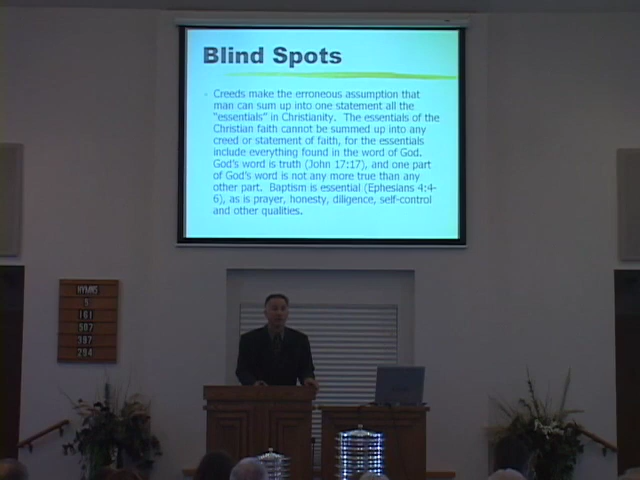 Blind Spots
Creeds make the erroneous assumption that
man can sum up into one statement all the
"essentials" in Christianity. The essentials of the
Christian faith cannot be summed up into any
creed or statement of faith, for the essentials
include everything found in the word of God.
God's word is truth (John 17:17), and one part
of God's word is not any more true than any
other part. Baptism is essential (Ephesians 4:4-
6), as is prayer, honesty, diligence, self-control
and other qualities.
HYMNS
5
101
507
387
294